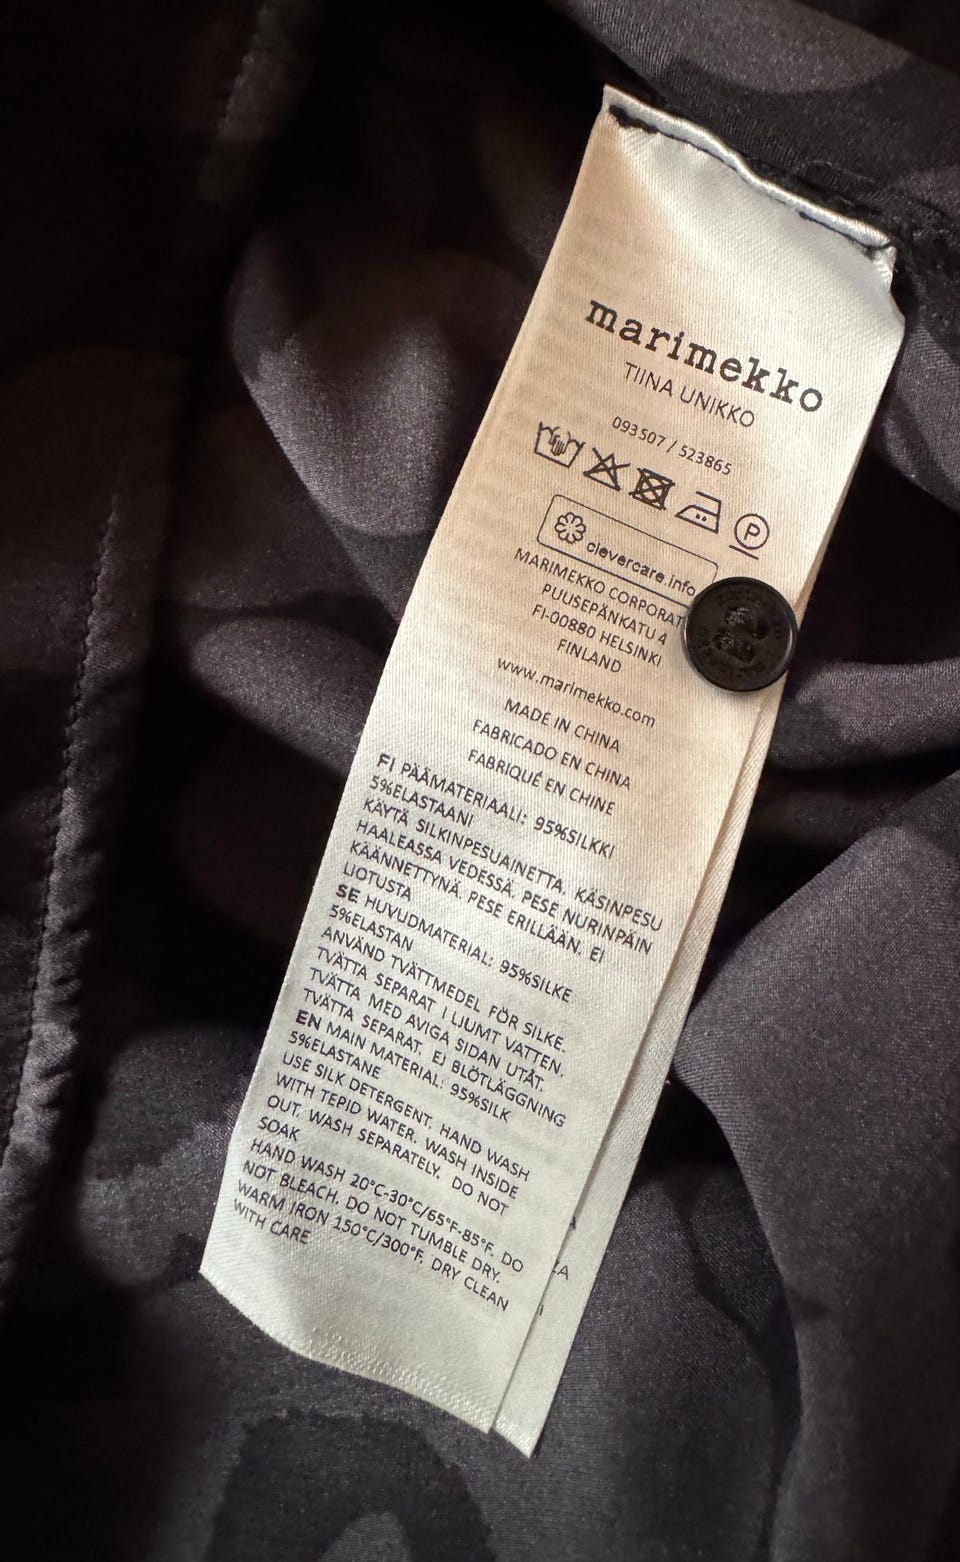 marimekko
TIINA UNIKKO
093507 / 523865
P
clevercare.info
MARIMEKKO CORPORAT
PUUSEPÄNKATU 4
FI-00880 HELSINKI
FINLAND
www.marimekko.com
MADE IN CHINA
FABRICADO EN CHINA
FABRIQUÉ EN CHINE
FI PÄÄMATERIAALI: 95%SILKKI
5%ELASTAANI
KÄYTÄ SILKINPESUAINETTA, KÄSINPESU
HAALEASSA VEDESSÄ, PESE NURINPÄIN
KÄÄNNETTYNÄ. PESE ERILLÄÄN. EI
LIOTUSTA
SE HUVUDMATERIAL: 95%SILKE
5%ELASTAN
ANVÄND TVÄTTMEDEL FÖR SILKE.
TVÄTTA SEPARAT I LJUMT VATTEN.
TVÄTTA MED AVIGA SIDAN UTÅT.
TVÄTTA SEPARAT. EJ BLÖTLÄGGNING
EN MAIN MATERIAL: 95%SILK
5%ELASTANE
USE SILK DETERGENT. HAND WASH
WITH TEPID WATER. WASH INSIDE
OUT. WASH SEPARATELY. DO NOT
SOAK
HAND WASH 20°C-30°C/65°F-85°F. DO
NOT BLEACH. DO NOT TUMBLE DRY.
WARM IRON 150°C/300°F. DRY CLEAN
WITH CARE
ZA